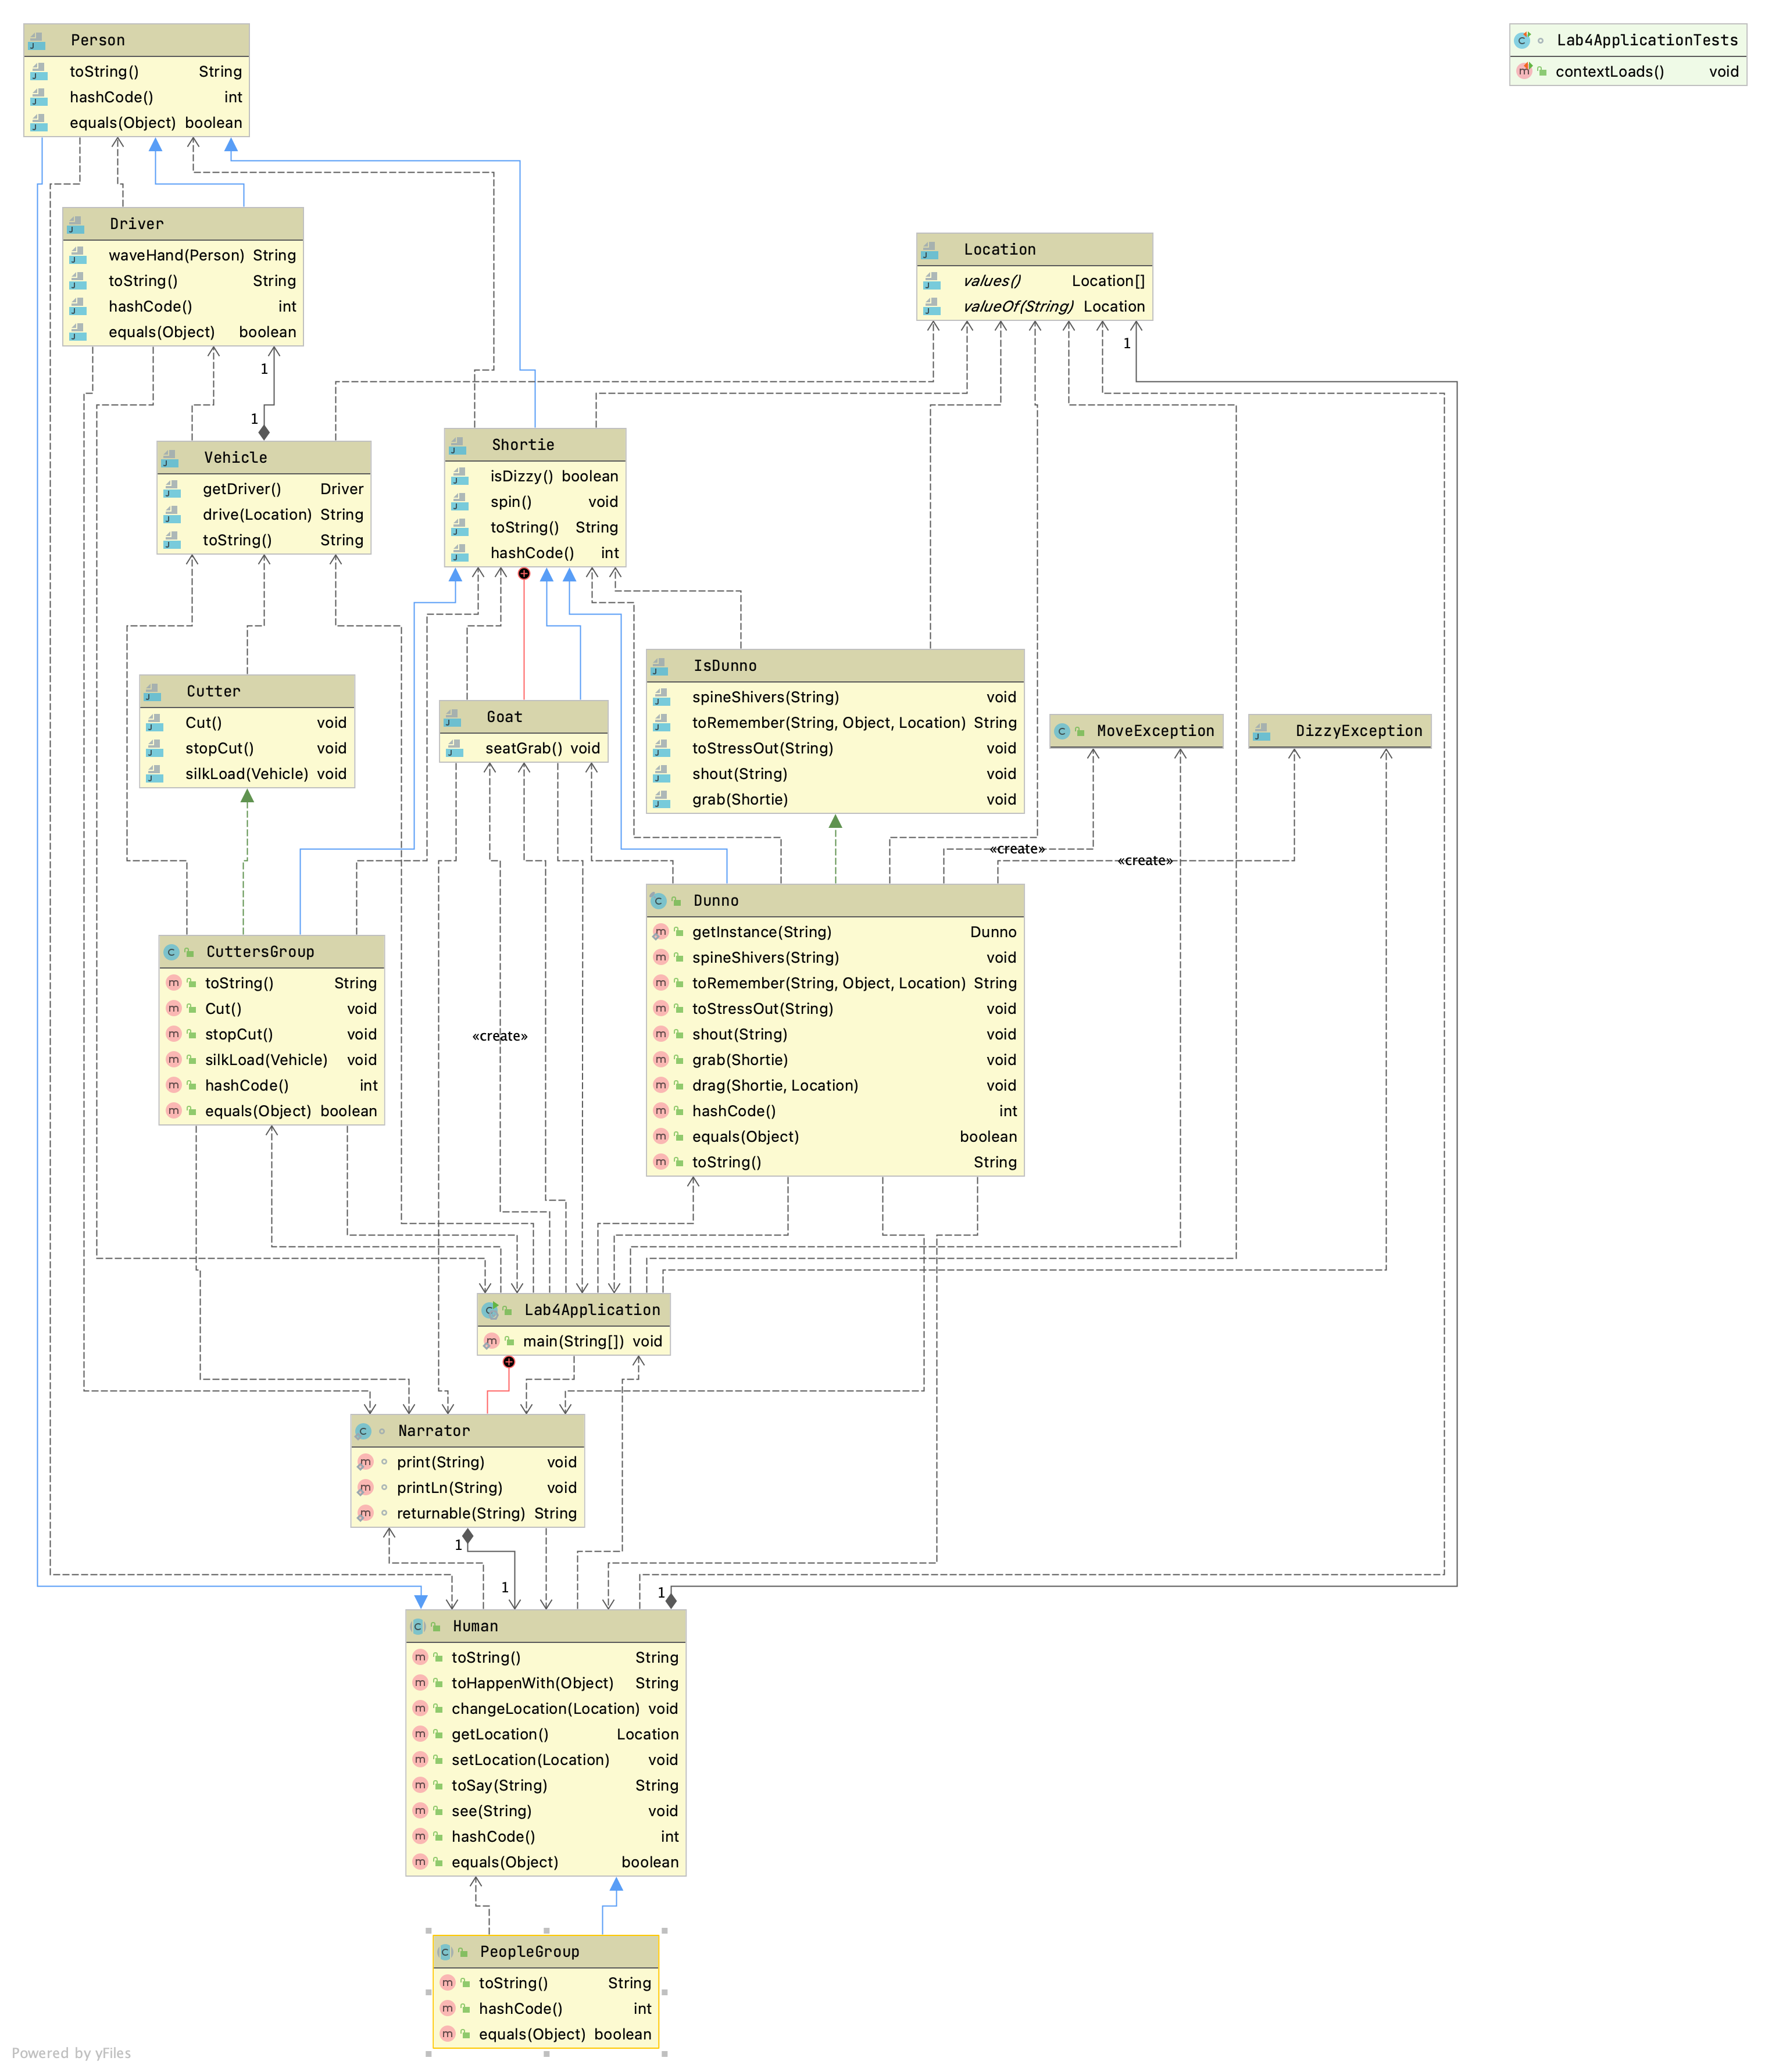 Person
toString() String
hashCode() int
equals(Object) boolean
Lab4ApplicationTests
contextLoads() void
Driver
waveHand(Person) String
toString() String
hashCode() int
equals(Object) boolean
Location
values() Location[]
valueOf(String) Location
1
1
1
Vehicle
getDriver() Driver
drive(Location) String
toString() String
Shortie
isDizzy() boolean
spin() void
toString() String
hashCode() int
Cutter
Cut() void
stopCut() void
silkLoad(Vehicle) void
Goat
seatGrab() void
IsDunno
spineShivers(String) void
toRemember(String, Object, Location) String
toStressOut(String) void
shout(String) void
grab(Shortie) void
MoveException
DizzyException
«create»
«create»
CuttersGroup
toString() String
Cut() void
stopCut() void
silkLoad(Vehicle) void
hashCode() int
equals(Object) boolean
«create»
Dunno
getInstance(String) Dunno
spineShivers(String) void
toRemember(String, Object, Location) String
toStressOut(String) void
shout(String) void
grab(Shortie) void
drag(Shortie, Location) void
hashCode() int
equals(Object) boolean
toString() String
Lab4Application
main(String[]) void
Narrator
print(String) void
printLn(String) void
returnable(String) String
1
1
1
Human
toString() String
toHappenWith(Object) String
changeLocation(Location) void
getLocation() Location
setLocation(Location) void
toSay(String) String
see(String) void
hashCode() int
equals(Object) boolean
PeopleGroup
toString() String
hashCode() int
equals(Object) boolean
Powered by yFiles